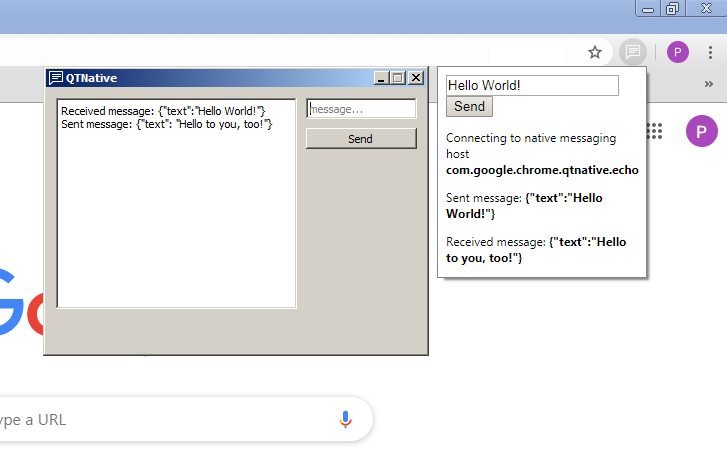 QTNative
Received message: {"text":"Hello World!"}
Sent message: {"text": "Hello to you, too!"}
message...
Send
P
Hello World!
Send
Connecting to native messaging
host
com.google.chrome.qtnative.echo
Sent message: {"text":"Hello
World!"}
Received message: {"text":"Hello
to you, too!"}
»
P
ype a URL